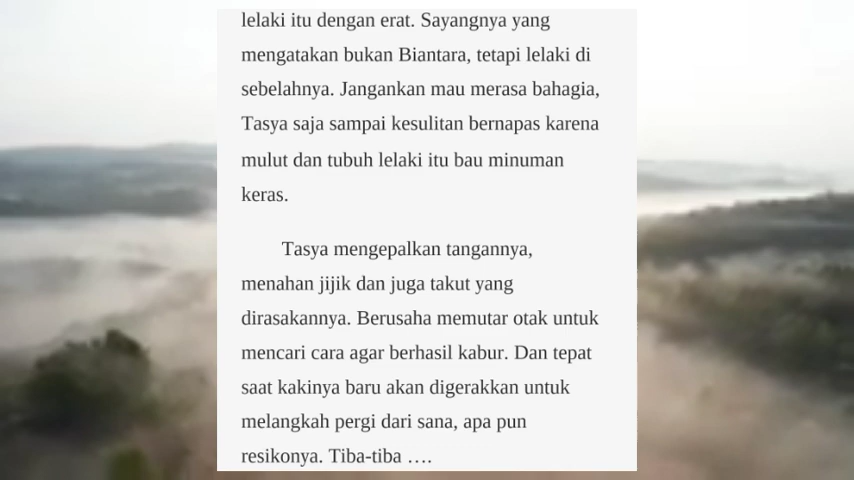 lelaki itu dengan erat. Sayangnya yang
mengatakan bukan Biantara, tetapi lelaki di
sebelahnya. Jangankan mau merasa bahagia,
Tasya saja sampai kesulitan bernapas karena
mulut dan tubuh lelaki itu bau minuman
keras.
Tasya mengepalkan tangannya,
menahan jijik dan juga takut yang
dirasakannya. Berusaha memutar otak untuk
mencari cara agar berhasil kabur. Dan tepat
saat kakinya baru akan digerakkan untuk
melangkah pergi dari sana, apa pun
resikonya. Tiba-tiba ….